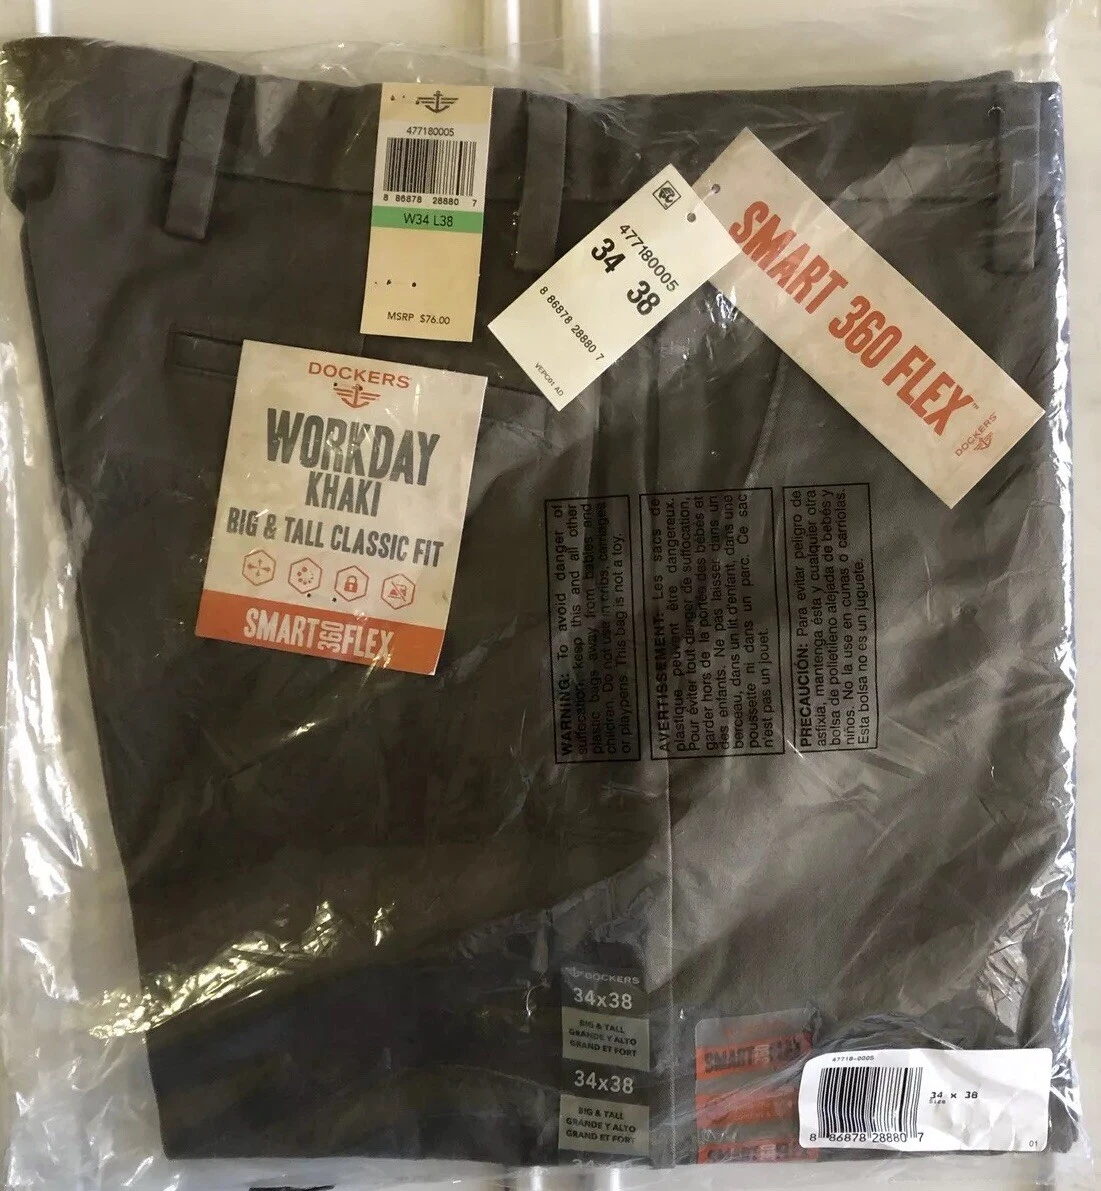 477180005
8 86878 28880 7
W34 L38
MSRP $76.00
477180005
34 38
8 86878 28880 7
VEPC01 AD
SMART 360 FLEX™
DOCKERS
DOCKERS
WORKDAY
KHAKI
BIG & TALL CLASSIC FIT
SMART 360 FLEX
WARNING: To avoid danger of
suffocation, keep this and all other
plastic bags away from babies and
children. Do not use in cribs, carriages
or playpens. This bag is not a toy.
AVERTISSEMENT: Les sacs de
plastique peuvent être dangereux.
Pour éviter tout danger de suffocation,
garder hors de la portée des bébés et
des enfants. Ne pas laisser dans un
berceau, dans un lit d'enfant, dans une
poussette ni dans un parc. Ce sac
n'est pas un jouet.
PRECAUCIÓN: Para evitar peligro de
asfixia, mantenga ésta y cualquier otra
bolsa de polietileno alejada de bebés y
niños. No la use en cunas o carriolas.
Esta bolsa no es un juguete.
DOCKERS
34x38
BIG & TALL
GRANDE Y ALTO
GRAND ET FORT
34x38
BIG & TALL
GRANDE Y ALTO
GRAND ET FORT
SMART 360
47718-0005
34 x 38
Size
8 86878 28880 7
01